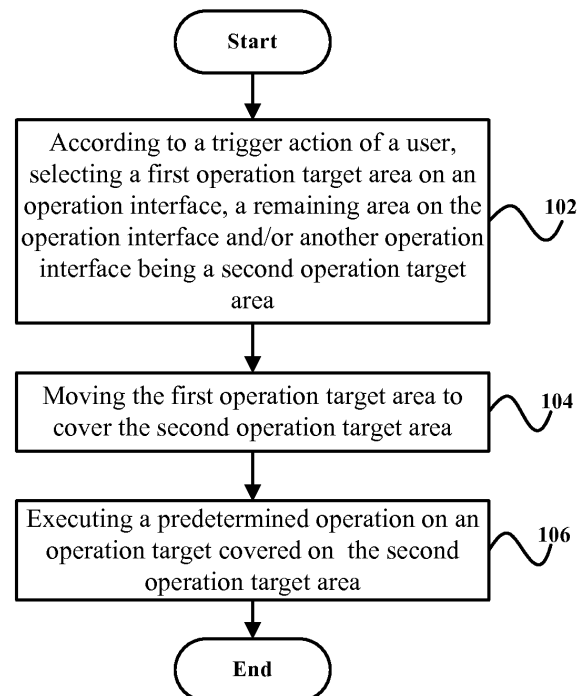 Start
According to a trigger action of a user,
selecting a first operation target area on an
operation interface, a remaining area on the
operation interface and/or another operation
interface being a second operation target
area
102
Moving the first operation target area to
cover the second operation target area
104
Executing a predetermined operation on an
operation target covered on the second
operation target area
106
End